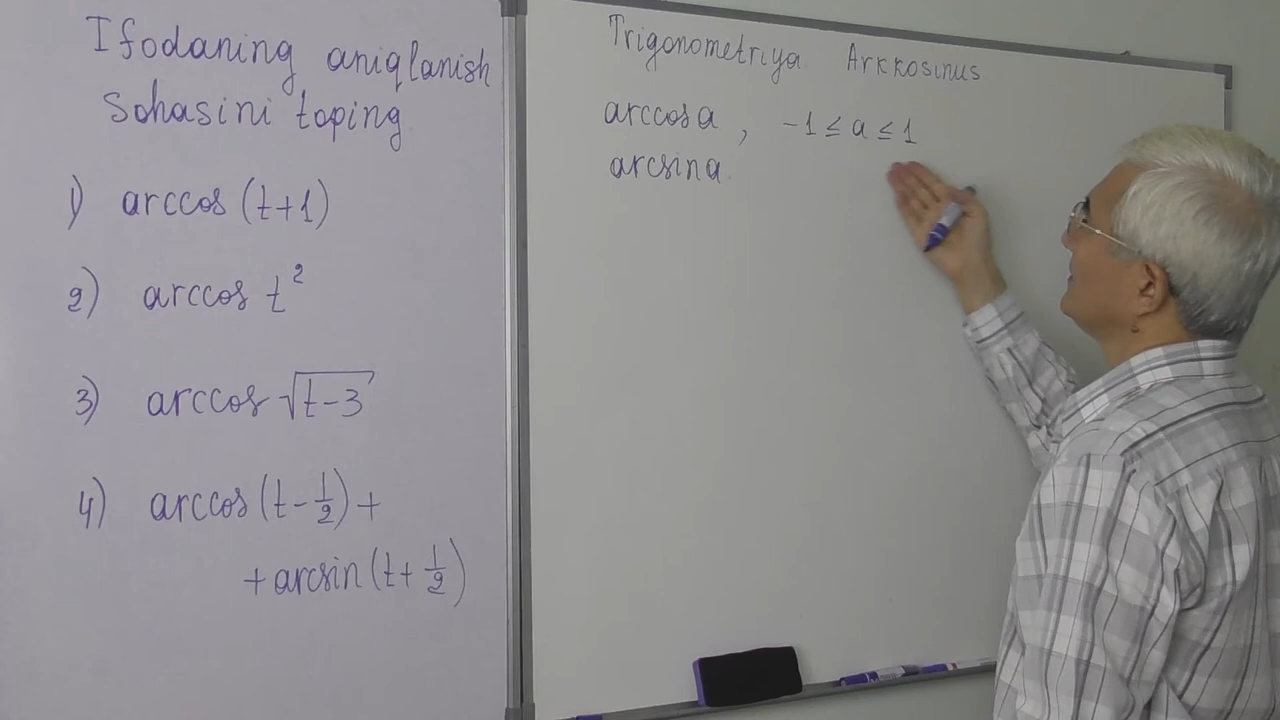 Ifodaning aniqlanish
Sohasini toping
1) arccos (t+1)
2) arccos t²
3) arccos √(t-3)
4) arccos (t - 1/2) +
+ arcsin (t + 1/2)
Trigonometriya Arkkosinus
arccos a, -1 ≤ a ≤ 1
arcsin a